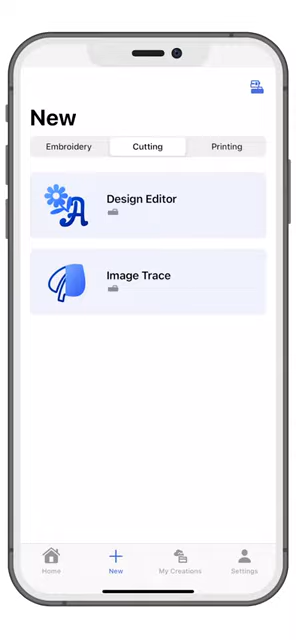 New
Embroidery
Cutting
Printing
Design Editor
Image Trace
Home
New
My Creations
Settings